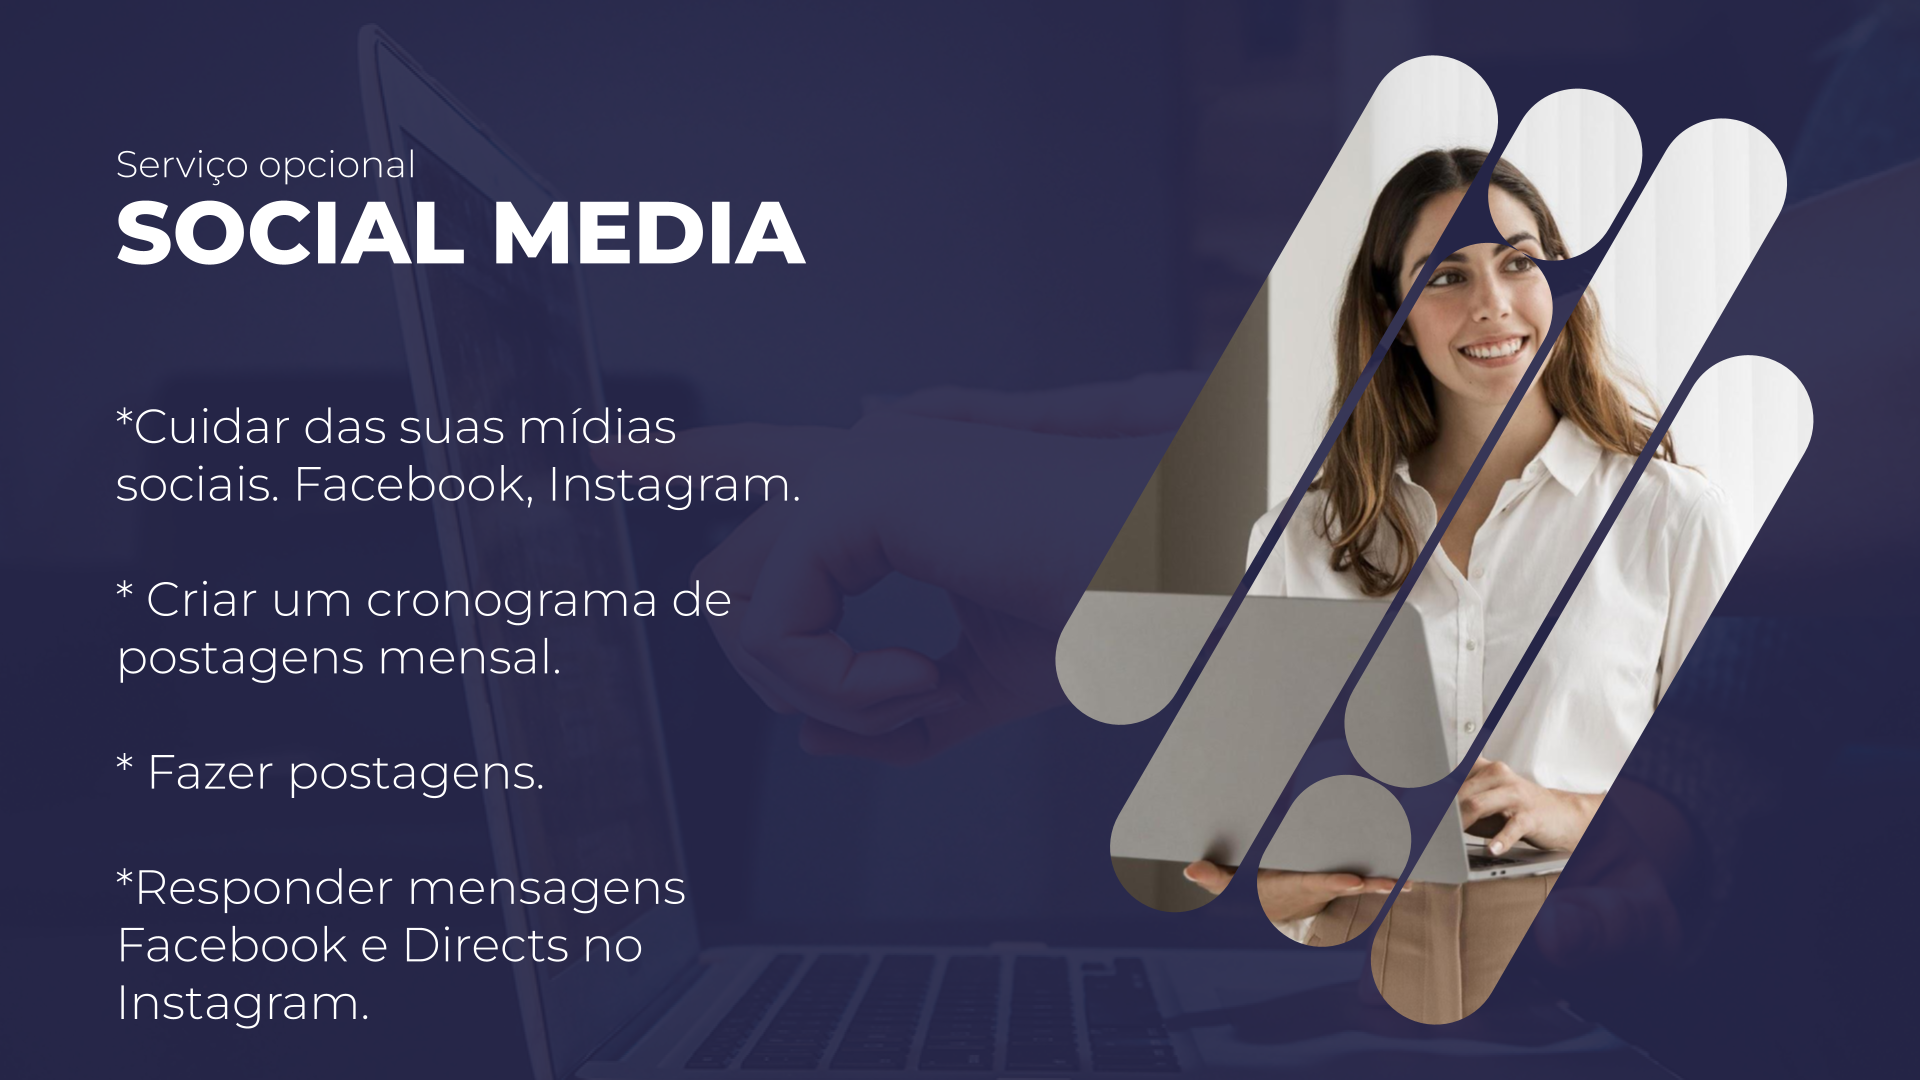 Serviço opcional
SOCIAL MEDIA
*Cuidar das suas mídias
sociais. Facebook, Instagram.
* Criar um cronograma de
postagens mensal.
* Fazer postagens.
*Responder mensagens
Facebook e Directs no
Instagram.